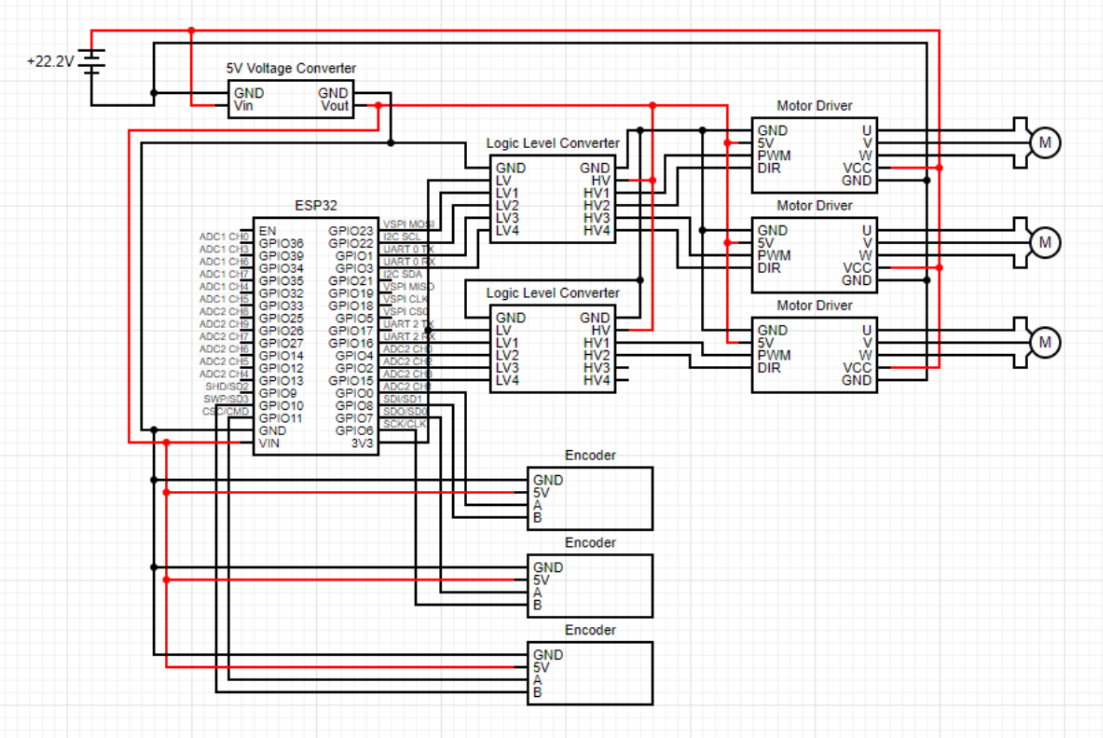 +22.2V
5V Voltage Converter
GND GND
Vin Vout
Logic Level Converter
GND GND
LV HV
LV1 HV1
LV2 HV2
LV3 HV3
LV4 HV4
Logic Level Converter
GND GND
LV HV
LV1 HV1
LV2 HV2
LV3 HV3
LV4 HV4
Motor Driver
GND U
5V V
PWM W
DIR VCC
GND
M
Motor Driver
GND U
5V V
PWM W
DIR VCC
GND
M
Motor Driver
GND U
5V V
PWM W
DIR VCC
GND
M
ESP32
EN GPIO23 VSPI MOSI
ADC1 CH0 GPIO36 GPIO22 I2C SCL
ADC1 CH3 GPIO39 GPIO1 UART 0 TX
ADC1 CH6 GPIO34 GPIO3 UART 0 RX
ADC1 CH7 GPIO35 GPIO21 I2C SDA
ADC1 CH4 GPIO32 GPIO19 VSPI MISO
ADC1 CH5 GPIO33 GPIO18 VSPI CLK
ADC2 CH8 GPIO25 GPIO5 VSPI CS0
ADC2 CH9 GPIO26 GPIO17 UART 2 TX
ADC2 CH7 GPIO27 GPIO16 UART 2 RX
ADC2 CH6 GPIO14 GPIO4 ADC2
ADC2 CH5 GPIO12 GPIO2 ADC2
ADC2 CH4 GPIO13 GPIO15 ADC2
SHD/SD2 GPIO9 GPIO0 ADC2
SWP/SD3 GPIO10 GPIO8 SDI/SD1
CSC/CMD GPIO11 GPIO7 SDO/SD0
GND GPIO6 SCK/CLK
VIN 3V3
Encoder
GND
5V
A
B
Encoder
GND
5V
A
B
Encoder
GND
5V
A
B